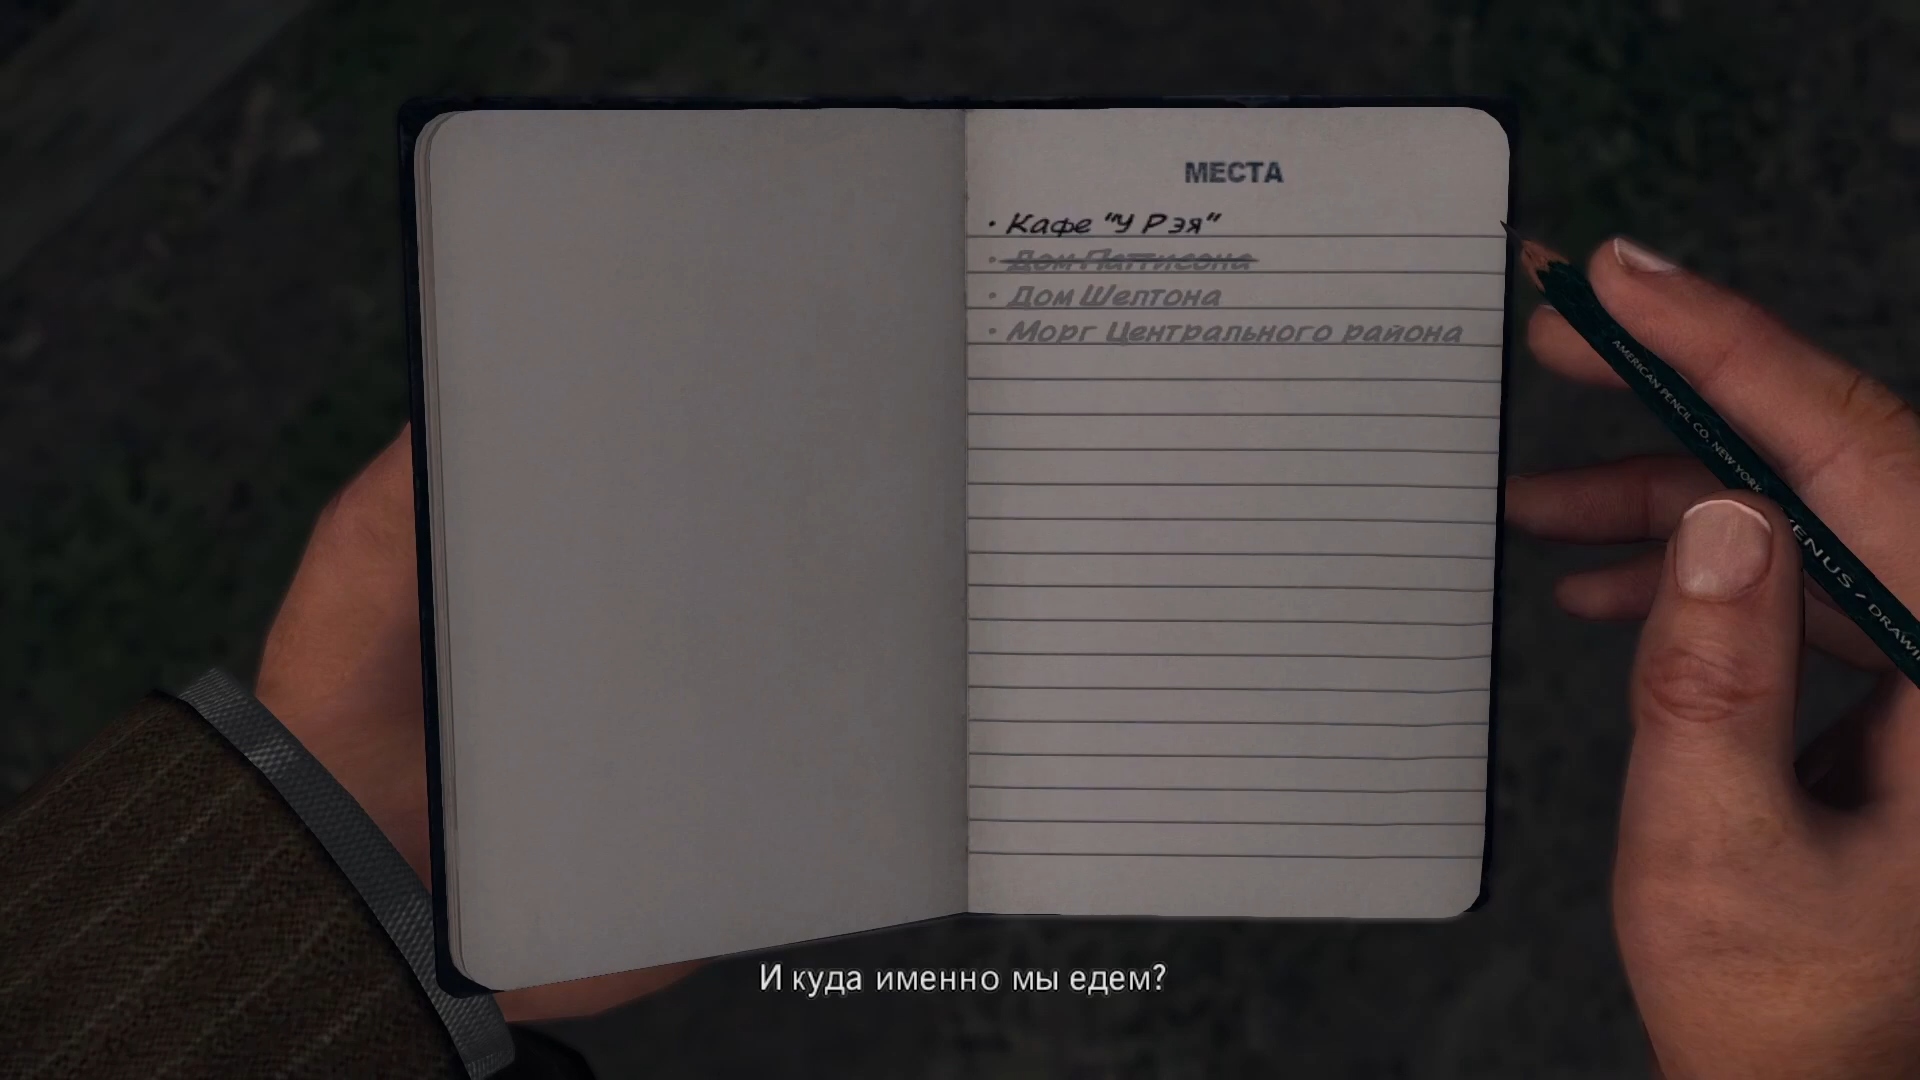 МЕСТА
• Кафе "У Рэя"
• Дом Паттисона
• Дом Шелтона
• Морг Центрального района
AMERICAN PENCIL CO. NEW YORK
VENUS / DRAWI
И куда именно мы едем?